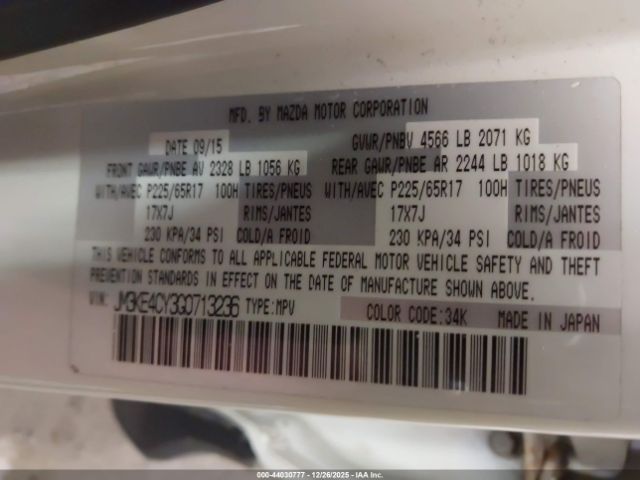 MFD. BY MAZDA MOTOR CORPORATION
DATE 09/15 GVWR/PNBV 4566 LB 2071 KG
FRONT GAWR/PNBE AV 2328 LB 1056 KG REAR GAWR/PNBE AR 2244 LB 1018 KG
WITH/AVEC P225/65R17 100H TIRES/PNEUS WITH/AVEC P225/65R17 100H TIRES/PNEUS
17X7J RIMS/JANTES 17X7J RIMS/JANTES
230 KPA/34 PSI COLD/A FROID 230 KPA/34 PSI COLD/A FROID
THIS VEHICLE CONFORMS TO ALL APPLICABLE FEDERAL MOTOR VEHICLE SAFETY AND THEFT
PREVENTION STANDARDS IN EFFECT ON THE DATE OF MANUFACTURE SHOWN ABOVE.
VIN: JM3KE4CY3G0713236 TYPE:MPV COLOR CODE:34K MADE IN JAPAN
000-44030777 - 12/26/2025 - IAA Inc.